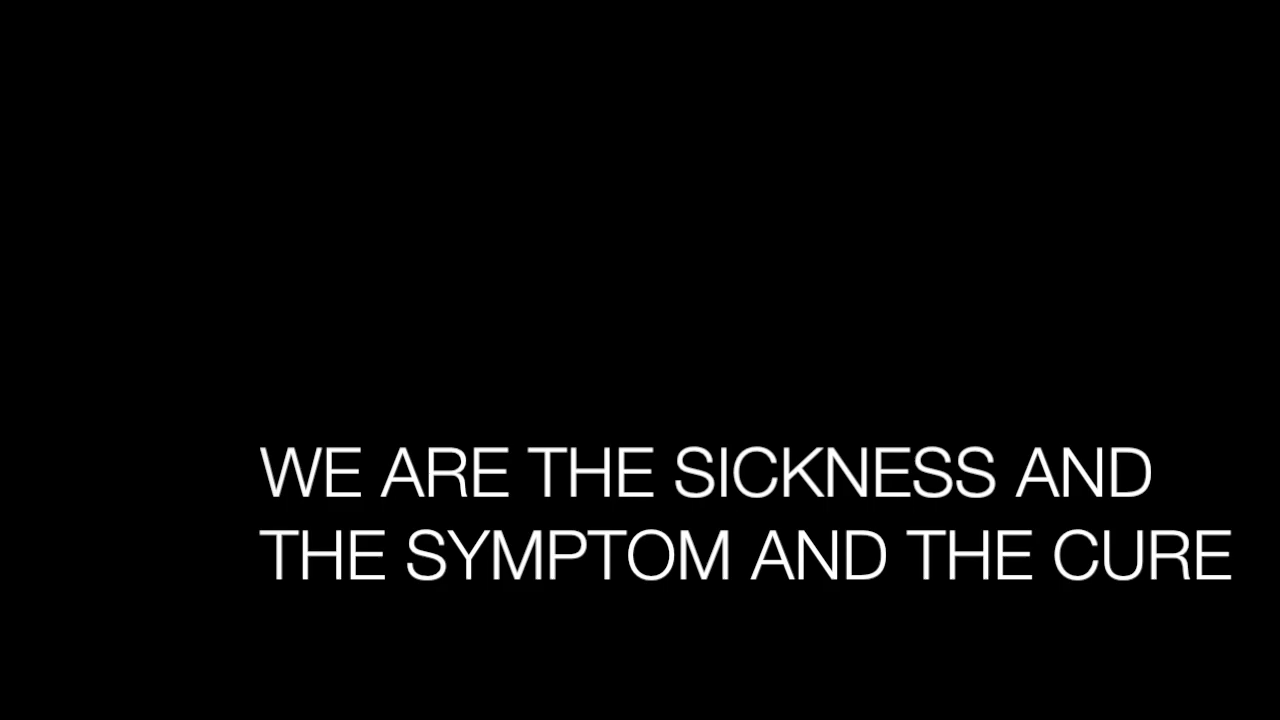 WE ARE THE SICKNESS AND
THE SYMPTOM AND THE CURE